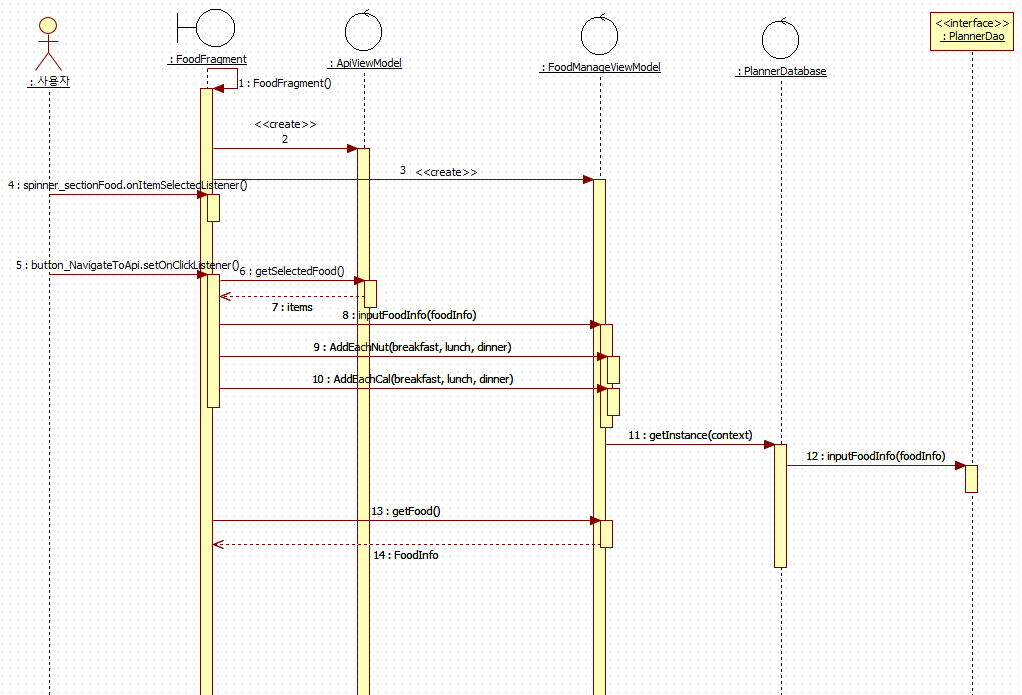 <<interface>>
: PlannerDao
: FoodFragment
: ApiViewModel
: FoodManageViewModel
: PlannerDatabase
: 사용자
1 : FoodFragment()
<<create>>
2
3 <<create>>
4 : spinner_sectionFood.onItemSelectedListener()
5 : button_NavigateToApi.setOnClickListener()
6 : getSelectedFood()
7 : items
8 : inputFoodInfo(foodInfo)
9 : AddEachNut(breakfast, lunch, dinner)
10 : AddEachCal(breakfast, lunch, dinner)
11 : getInstance(context)
12 : inputFoodInfo(foodInfo)
13 : getFood()
14 : FoodInfo